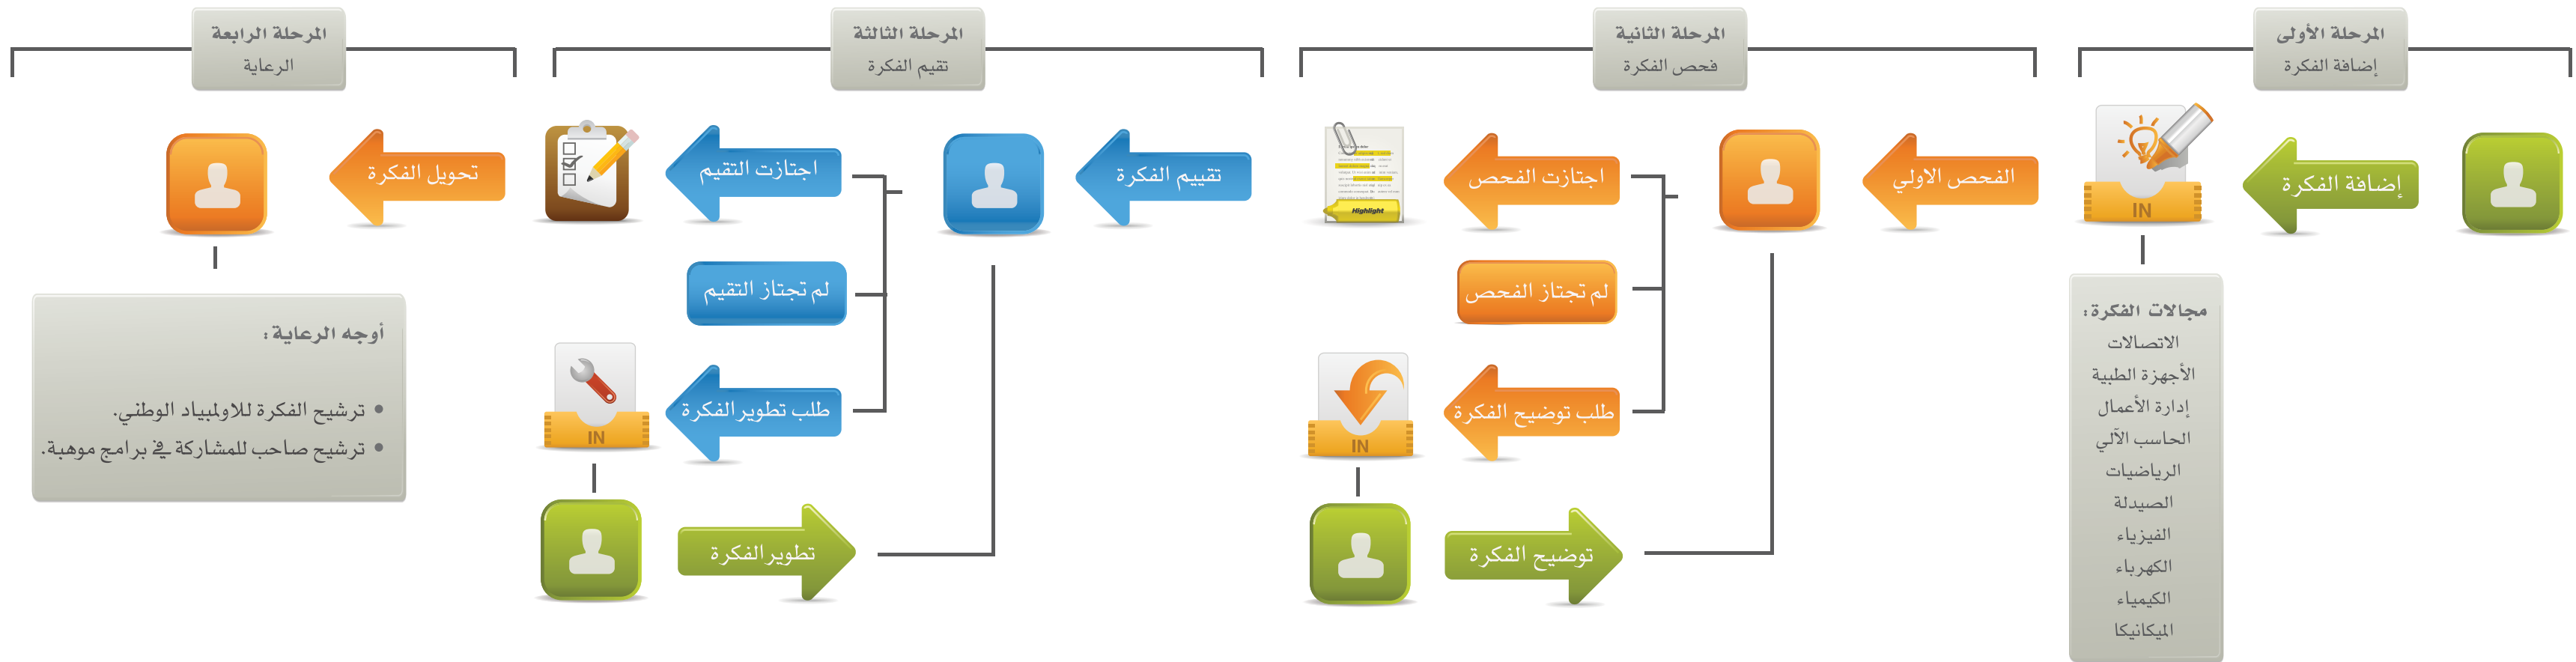 المرحلة الأولى
إضافة الفكرة
إضافة الفكرة
IN
مجالات الفكرة:
الاتصالات
الأجهزة الطبية
إدارة الأعمال
الحاسب الآلي
الرياضيات
الصيدلة
الفيزياء
الكهرباء
الكيمياء
الميكانيكا
المرحلة الثانية
فحص الفكرة
الفحص الاولي
اجتازت الفحص
Highlight
لم تجتاز الفحص
طلب توضيح الفكرة
IN
توضيح الفكرة
المرحلة الثالثة
تقيم الفكرة
تقييم الفكرة
اجتازت التقيم
لم تجتاز التقيم
طلب تطوير الفكرة
IN
تطوير الفكرة
المرحلة الرابعة
الرعاية
تحويل الفكرة
أوجه الرعاية:
• ترشيح الفكرة للاولمبياد الوطني.
• ترشيح صاحب للمشاركة في برامج موهبة.